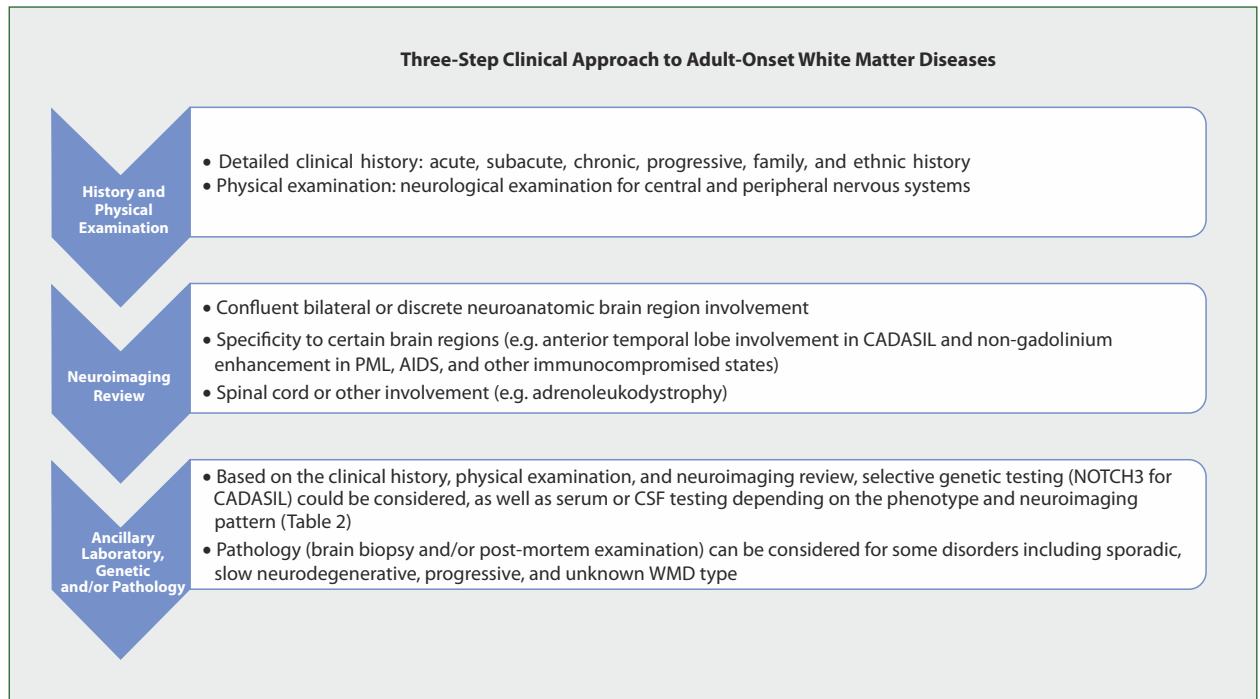 Three-Step Clinical Approach to Adult-Onset White Matter Diseases
History and
Physical
Examination
• Detailed clinical history: acute, subacute, chronic, progressive, family, and ethnic history
• Physical examination: neurological examination for central and peripheral nervous systems
Neuroimaging
Review
• Confluent bilateral or discrete neuroanatomic brain region involvement
• Specificity to certain brain regions (e.g. anterior temporal lobe involvement in CADASIL and non-gadolinium
enhancement in PML, AIDS, and other immunocompromised states)
• Spinal cord or other involvement (e.g. adrenoleukodystrophy)
Ancillary
Laboratory,
Genetic
and/or Pathology
• Based on the clinical history, physical examination, and neuroimaging review, selective genetic testing (NOTCH3 for
CADASIL) could be considered, as well as serum or CSF testing depending on the phenotype and neuroimaging
pattern (Table 2)
• Pathology (brain biopsy and/or post-mortem examination) can be considered for some disorders including sporadic,
slow neurodegenerative, progressive, and unknown WMD type